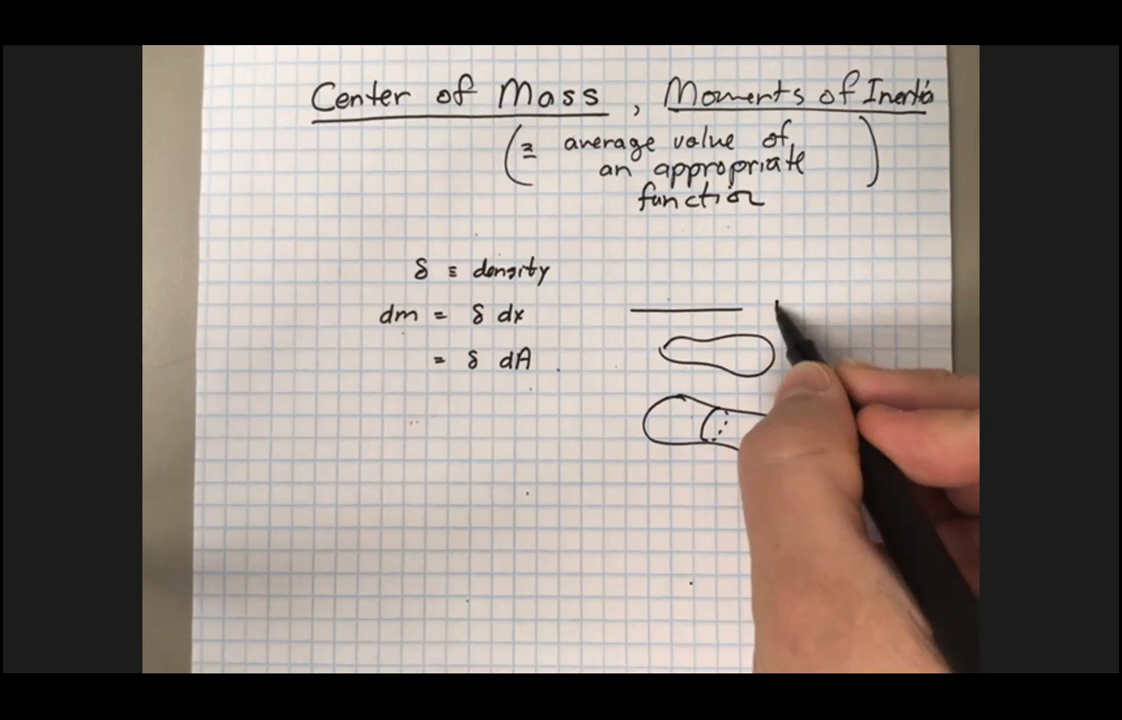 Center of Mass , Moments of Inertia
( ≡ average value of )
an appropriate
function
δ ≡ density
dm = δ dx
= δ dA